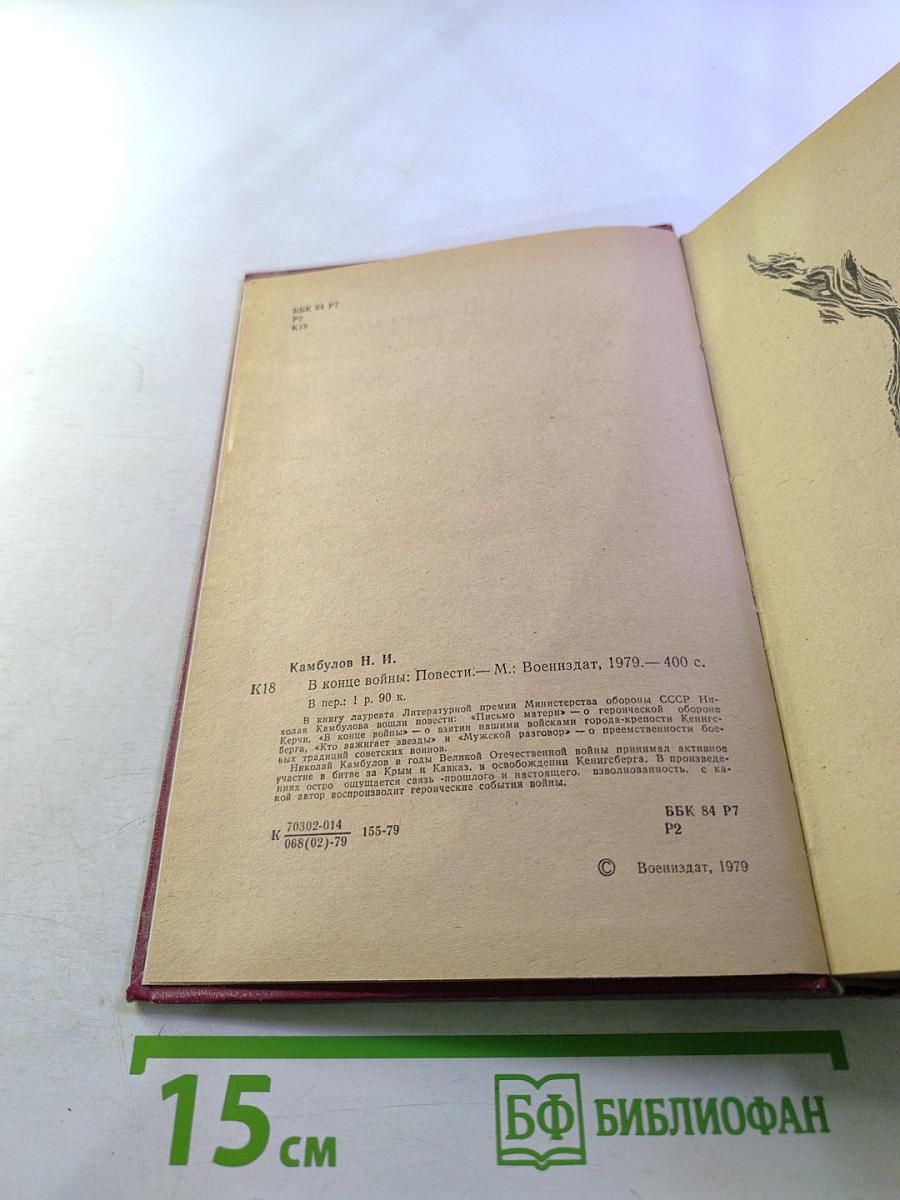 ББК 84 Р7
Р2
К18
Камбулов Н. И.
К18 В конце войны: Повести.— М.: Воениздат, 1979.— 400 с.
В пер.: 1 р. 90 к.
В книгу лауреата Литературной премии Министерства обороны СССР Ни-
колая Камбулова вошли повести: «Письмо матери» — о героической обороне
Керчи, «В конце войны» — о взятии нашими войсками города-крепости Кенигс-
берга, «Кто зажигает звезды» и «Мужской разговор» — о преемственности бое-
вых традиций советских воинов.
Николай Камбулов в годы Великой Отечественной войны принимал активное
участие в битве за Крым и Кавказ, в освобождении Кенигсберга. В произведе-
ниях остро ощущается связь -прошлого и настоящего, взволнованность, с ка-
кой автор воспроизводит героические события войны.
К 70302-014 155-79
068(02)-79
ББК 84 Р7
Р2
© Воениздат, 1979
15 см
БФ БИБЛИОФАН